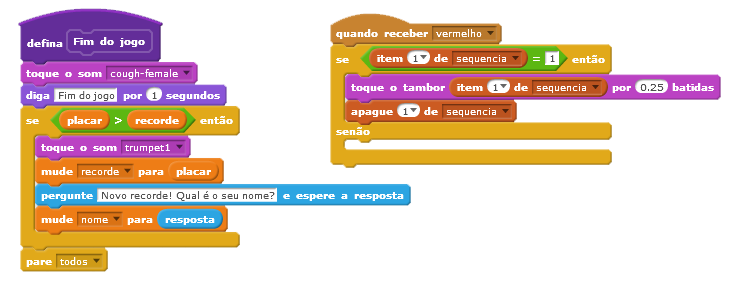 defina Fim do jogo
toque o som cough-female
diga Fim do jogo por 1 segundos
se placar > recorde então
toque o som trumpet1
mude recorde para placar
pergunte Novo recorde! Qual é o seu nome? e espere a resposta
mude nome para resposta
pare todos
quando receber vermelho
se item 1 de sequencia = 1 então
toque o tambor item 1 de sequencia por 0.25 batidas
apague 1 de sequencia
senão